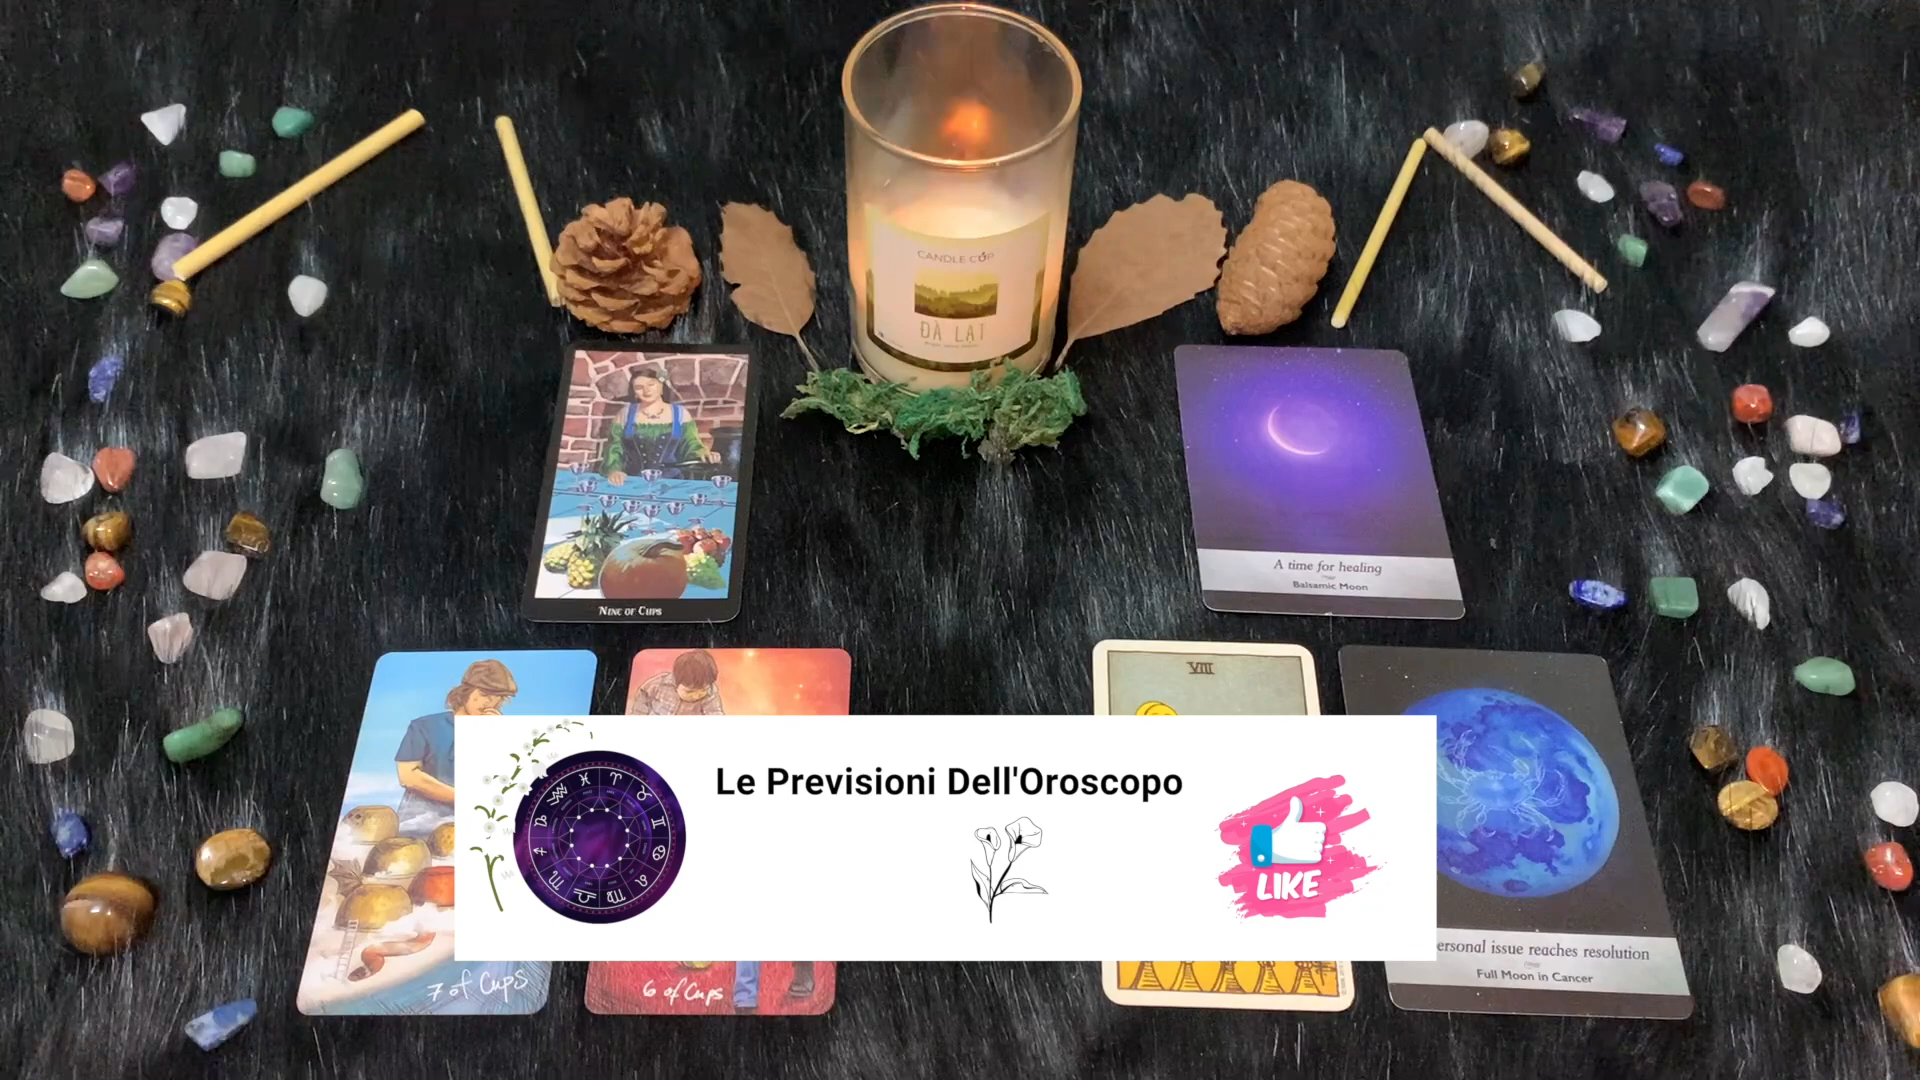 CANDLE CUP
ĐÀ LẠT
NINE OF CUPS
A time for healing
Balsamic Moon
VIII
Le Previsioni Dell'Oroscopo
LIKE
7 of Cups
6 of Cups
ersonal issue reaches resolution
Full Moon in Cancer